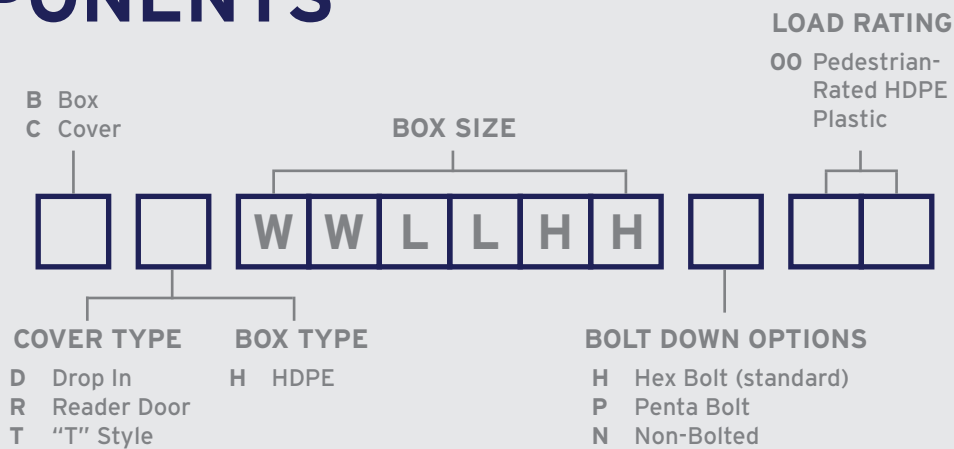 PONENTS
LOAD RATING
00 Pedestrian-
Rated HDPE
Plastic
B Box
C Cover
BOX SIZE
W W L L H H
COVER TYPE
D Drop In
R Reader Door
T “T” Style
BOX TYPE
H HDPE
BOLT DOWN OPTIONS
H Hex Bolt (standard)
P Penta Bolt
N Non-Bolted